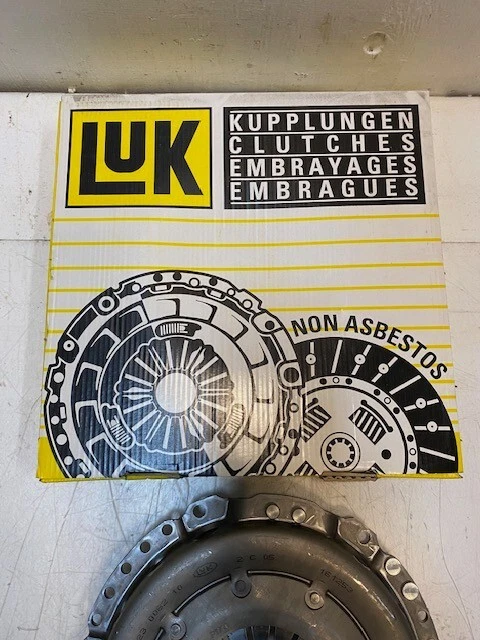 LUK
KUPPLUNGEN
CLUTCHES
EMBRAYAGES
EMBRAGUES
NON ASBESTOS